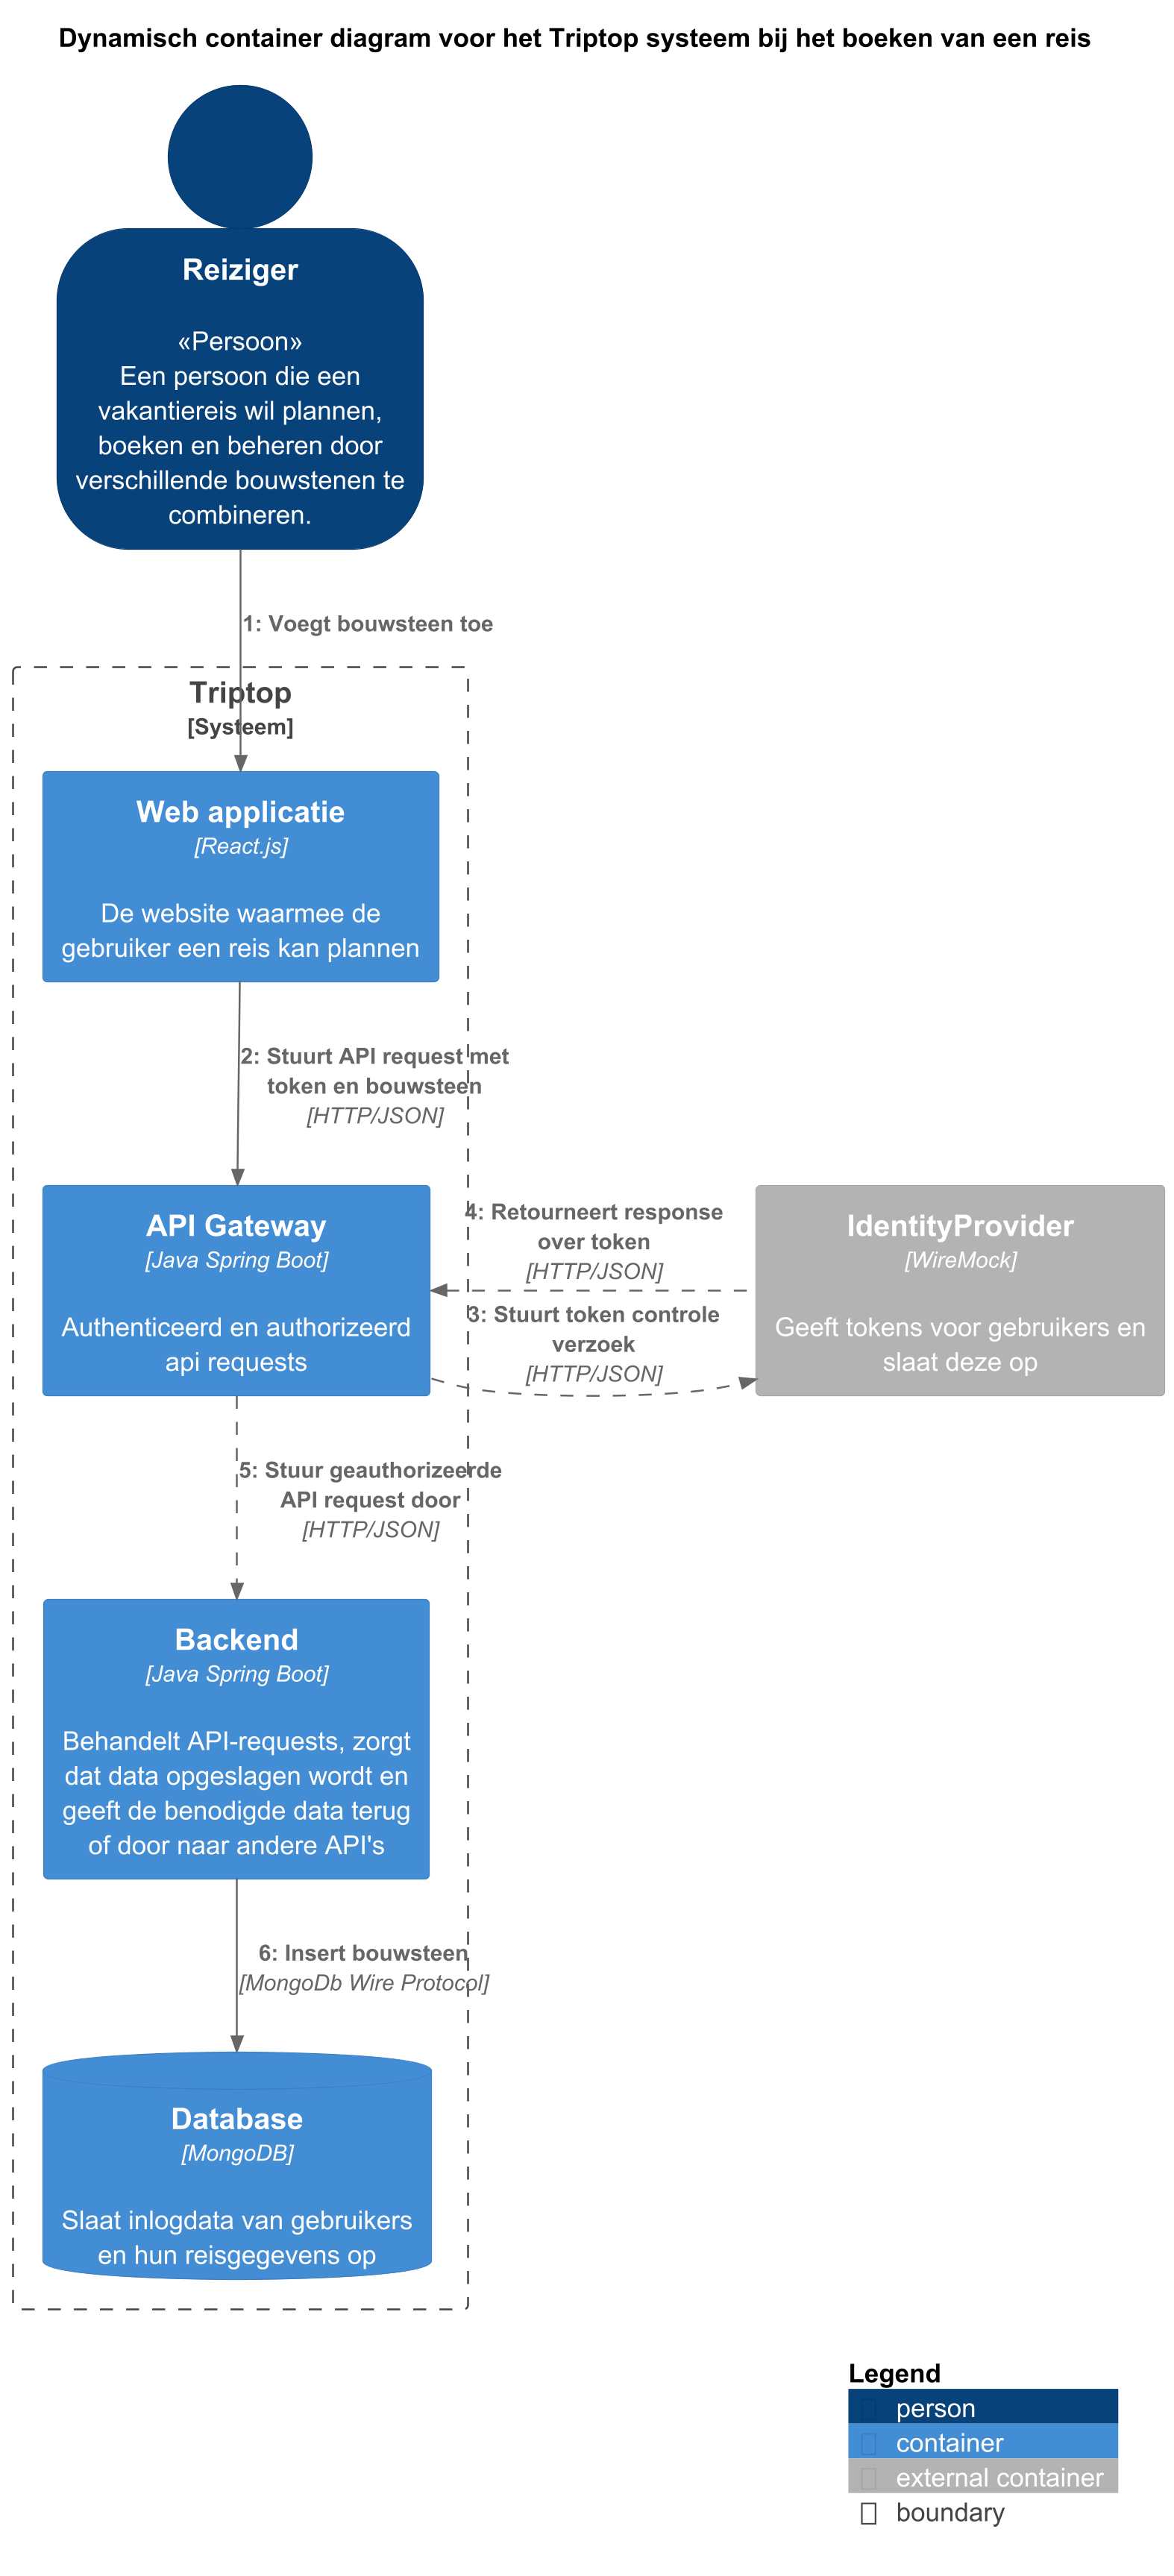 Dynamisch container diagram voor het Triptop systeem bij het boeken van een reis
Reiziger
«Persoon»
Een persoon die een
vakantiereis wil plannen,
boeken en beheren door
verschillende bouwstenen te
combineren.
1: Voegt bouwsteen toe
Triptop
[Systeem]
Web applicatie
[React.js]
De website waarmee de
gebruiker een reis kan plannen
2: Stuurt API request met
token en bouwsteen
[HTTP/JSON]
API Gateway
[Java Spring Boot]
Authenticeerd en authorizeerd
api requests
4: Retourneert response
over token
[HTTP/JSON]
3: Stuurt token controle
verzoek
[HTTP/JSON]
IdentityProvider
[WireMock]
Geeft tokens voor gebruikers en
slaat deze op
5: Stuur geauthorizeerde
API request door
[HTTP/JSON]
Backend
[Java Spring Boot]
Behandelt API-requests, zorgt
dat data opgeslagen wordt en
geeft de benodigde data terug
of door naar andere API's
6: Insert bouwsteen
[MongoDb Wire Protocol]
Database
[MongoDB]
Slaat inlogdata van gebruikers
en hun reisgegevens op
Legend
person
container
external container
boundary